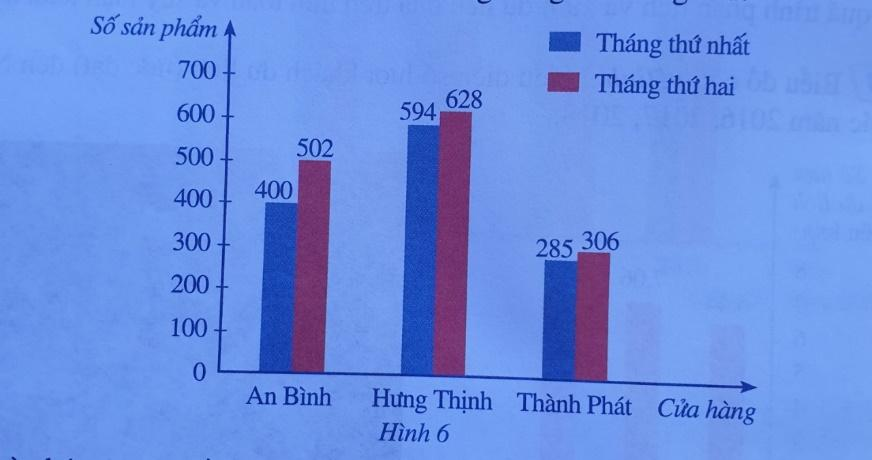 Số sản phẩm
Tháng thứ nhất
Tháng thứ hai
700
600
500
400
300
200
100
0
400
502
594
628
285
306
An Bình
Hưng Thịnh
Thành Phát
Cửa hàng
Hình 6